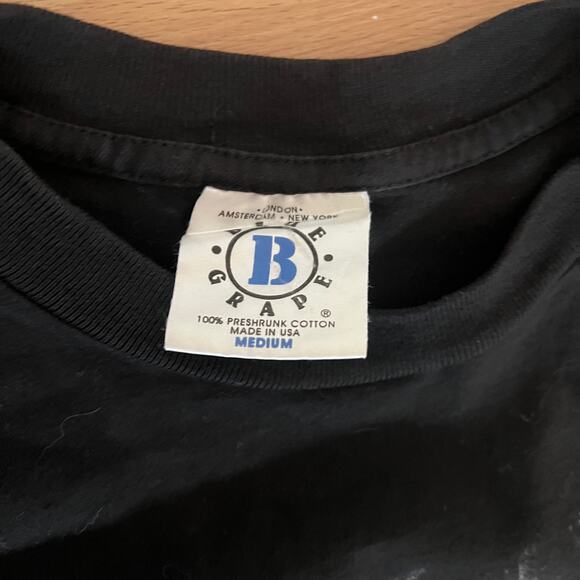 • LONDON •
AMSTERDAM • NEW YORK
BLUE
B
GRAPE ®
100% PRESHRUNK COTTON
MADE IN USA
MEDIUM